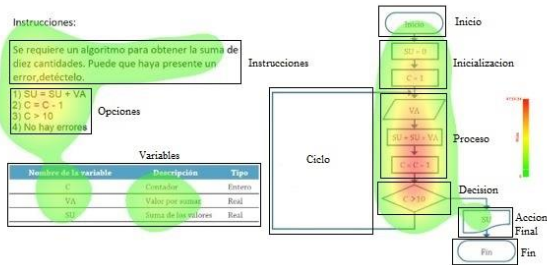 Instrucciones:
Se requiere un algoritmo para obtener la suma de
diez cantidades. Puede que haya presente un
error,detéctelo.
Instrucciones
1) SU = SU + VA
2) C = C - 1
3) C > 10
4) No hay errores
Opciones
Variables
Nombre de la variable Descripción Tipo
C Contador Entero
VA Valor por sumar Real
SU Suma de los valores Real
Ciclo
Inicio
Inicio
SU = 0
C = 1
Inicializacion
VA
SU = SU + VA
Proceso
Decision
C > 10
SU
Accion
Final
Fin
Fin